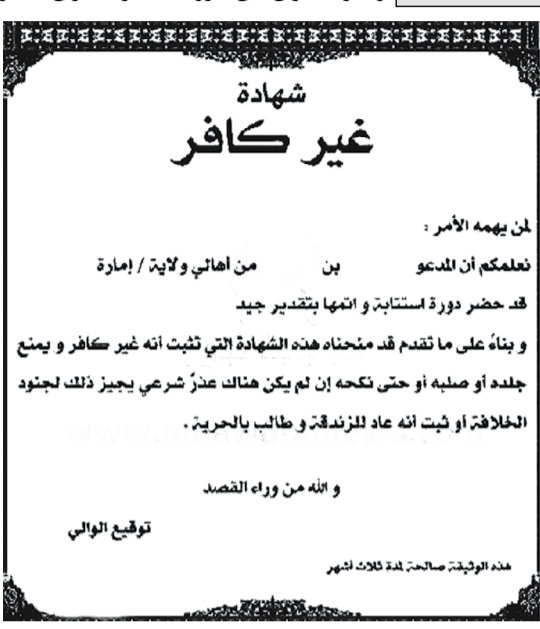 شهادة
غير كافر
لمن يهمه الأمر :
نعلمكم أن المدعو بن من أهالي ولاية / إمارة
قد حضر دورة استتابة و اتمها بتقدير جيد
و بناءً على ما تقدم قد منحناه هذه الشهادة التي تثبت أنه غير كافر و يمنع
جلده أو صلبه أو حتى نكحه إن لم يكن هناك عذرٌ شرعي يجيز ذلك لجنود
الخلافة أو ثبت أنه عاد للزندقة و طالب بالحرية .
و الله من وراء القصد
توقيع الوالي
هذه الوثيقة صالحة لمدة ثلاث أشهر